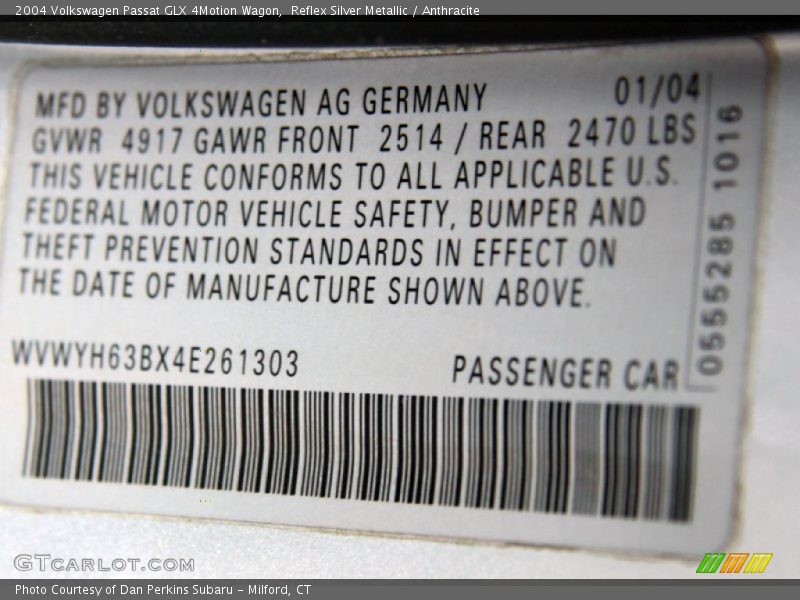 2004 Volkswagen Passat GLX 4Motion Wagon, Reflex Silver Metallic / Anthracite
MFD BY VOLKSWAGEN AG GERMANY 01/04
GVWR 4917 GAWR FRONT 2514 / REAR 2470 LBS
THIS VEHICLE CONFORMS TO ALL APPLICABLE U.S.
FEDERAL MOTOR VEHICLE SAFETY, BUMPER AND
THEFT PREVENTION STANDARDS IN EFFECT ON
THE DATE OF MANUFACTURE SHOWN ABOVE.
WVWYH63BX4E261303 PASSENGER CAR
0555285 1016
GTCARLOT.COM
Photo Courtesy of Dan Perkins Subaru - Milford, CT